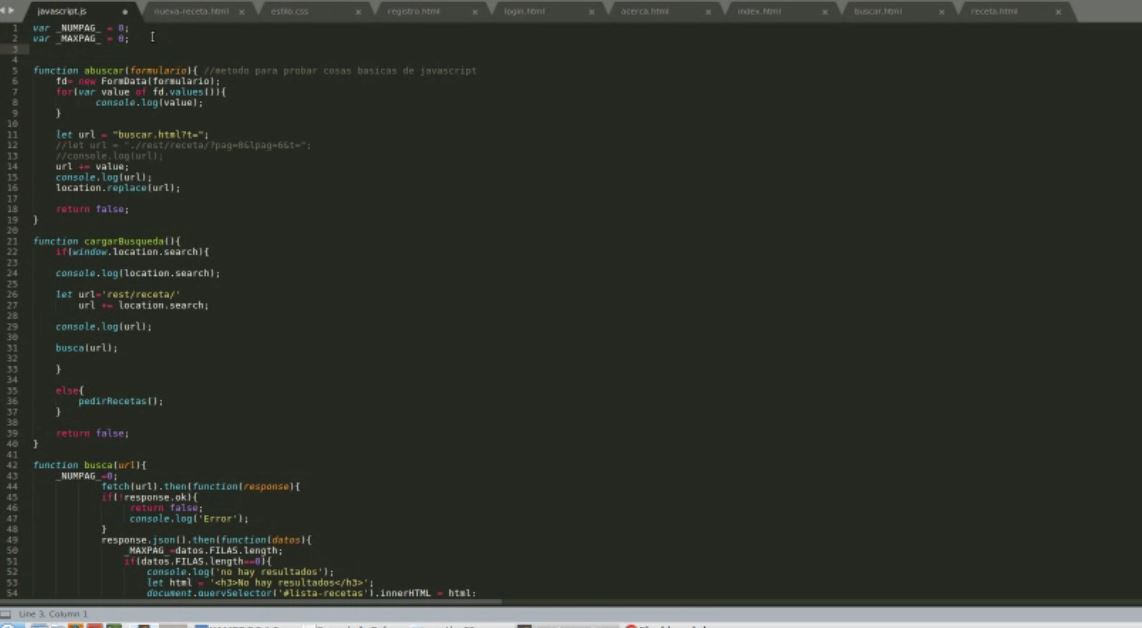 javascript.js nueva-receta.html estilo.css registro.html login.html acerca.html index.html buscar.html receta.html
1 var _NUMPAG_ = 0;
2 var _MAXPAG_ = 0;
3
4
5 function abuscar(formulario){ //metodo para probar cosas basicas de javascript
6 fd= new FormData(formulario);
7 for(var value of fd.values()){
8 console.log(value);
9 }
10
11 let url = "buscar.html?t=";
12 //let url = "./rest/receta/?pag=0&lpag=6&t=";
13 //console.log(url);
14 url += value;
15 console.log(url);
16 location.replace(url);
17
18 return false;
19 }
20
21 function cargarBusqueda(){
22 if(window.location.search){
23
24 console.log(location.search);
25
26 let url='rest/receta/'
27 url += location.search;
28
29 console.log(url);
30
31 busca(url);
32
33 }
34
35 else{
36 pedirRecetas();
37 }
38
39 return false;
40 }
41
42 function busca(url){
43 _NUMPAG_=0;
44 fetch(url).then(function(response){
45 if(!response.ok){
46 return false;
47 console.log('Error');
48 }
49 response.json().then(function(datos){
50 _MAXPAG_=datos.FILAS.length;
51 if(datos.FILAS.length==0){
52 console.log('no hay resultados');
53 let html = '<h3>No hay resultados</h3>';
54 document.querySelector('#lista-recetas').innerHTML = html;
Line 3, Column 1